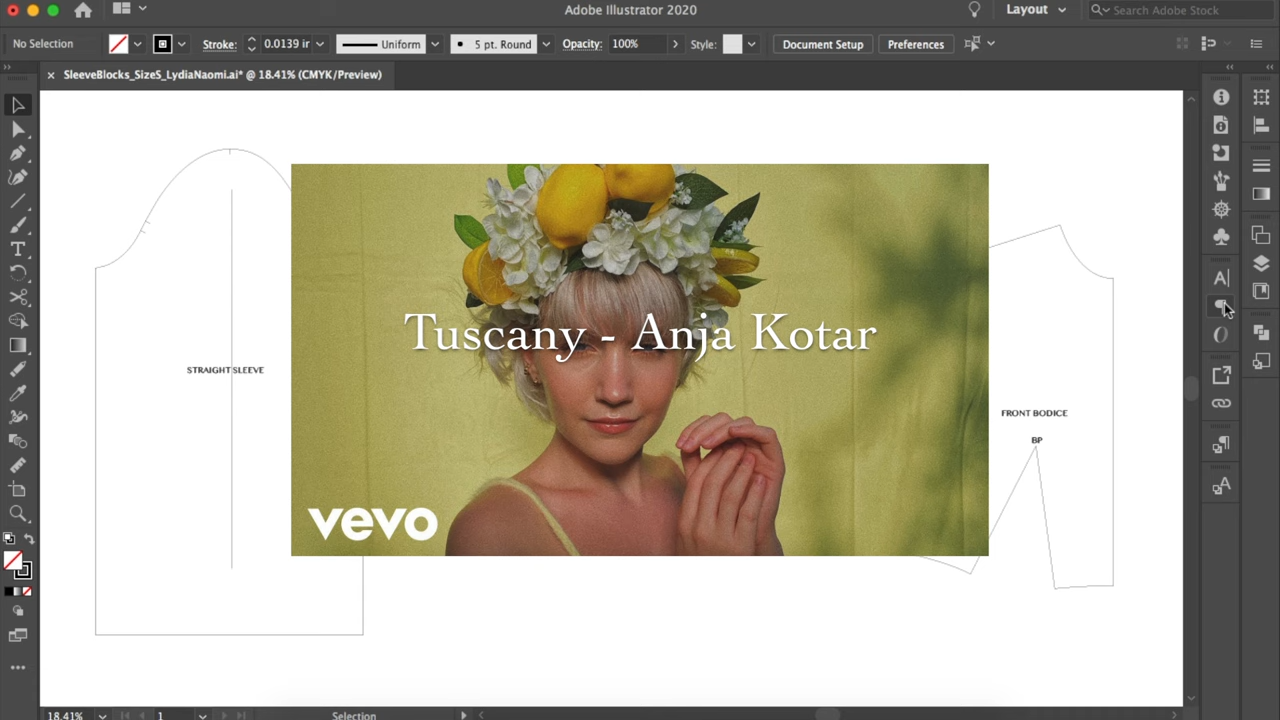 Adobe Illustrator 2020
Layout
Search Adobe Stock
No Selection
Stroke:
0.0139 in
Uniform
5 pt. Round
Opacity:
100%
Style:
Document Setup
Preferences
SleeveBlocks_SizeS_LydiaNaomi.ai* @ 18.41% (CMYK/Preview)
Tuscany - Anja Kotar
STRAIGHT SLEEVE
FRONT BODICE
BP
vevo
18.41%
1
Selection